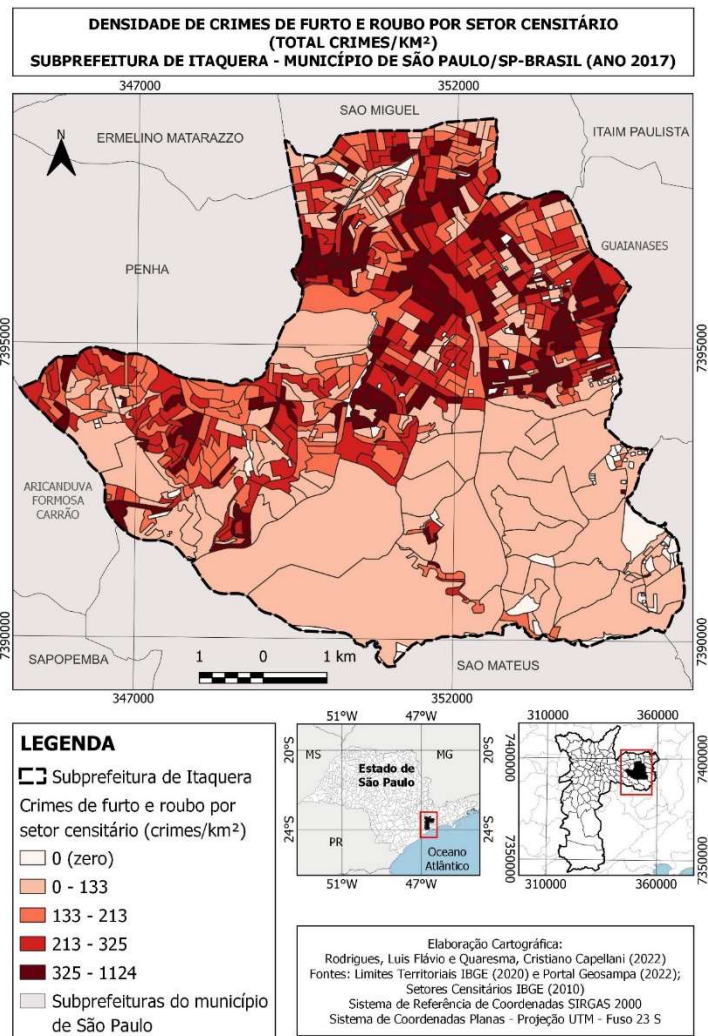 DENSIDADE DE CRIMES DE FURTO E ROUBO POR SETOR CENSITÁRIO
(TOTAL CRIMES/KM²)
SUBPREFEITURA DE ITAQUERA - MUNICÍPIO DE SÃO PAULO/SP-BRASIL (ANO 2017)
347000
352000
SAO MIGUEL
N
ERMELINO MATARAZZO
ITAIM PAULISTA
GUAIANASES
PENHA
7395000
7395000
ARICANDUVA
FORMOSA
CARRÃO
7390000
7390000
SAPOPEMBA
1 0 1 km
SAO MATEUS
347000
352000
LEGENDA
Subprefeitura de Itaquera
Crimes de furto e roubo por
setor censitário (crimes/km²)
0 (zero)
0 - 133
133 - 213
213 - 325
325 - 1124
Subprefeituras do município
de São Paulo
51°W 47°W
20°S
20°S
MS
MG
Estado de
São Paulo
24°S
24°S
PR
Oceano
Atlântico
51°W 47°W
310000 360000
7400000
7400000
7350000
7350000
310000 360000
Elaboração Cartográfica:
Rodrigues, Luis Flávio e Quaresma, Cristiano Capellani (2022)
Fontes: Limites Territoriais IBGE (2020) e Portal Geosampa (2022);
Setores Censitários IBGE (2010)
Sistema de Referência de Coordenadas SIRGAS 2000
Sistema de Coordenadas Planas - Projeção UTM - Fuso 23 S